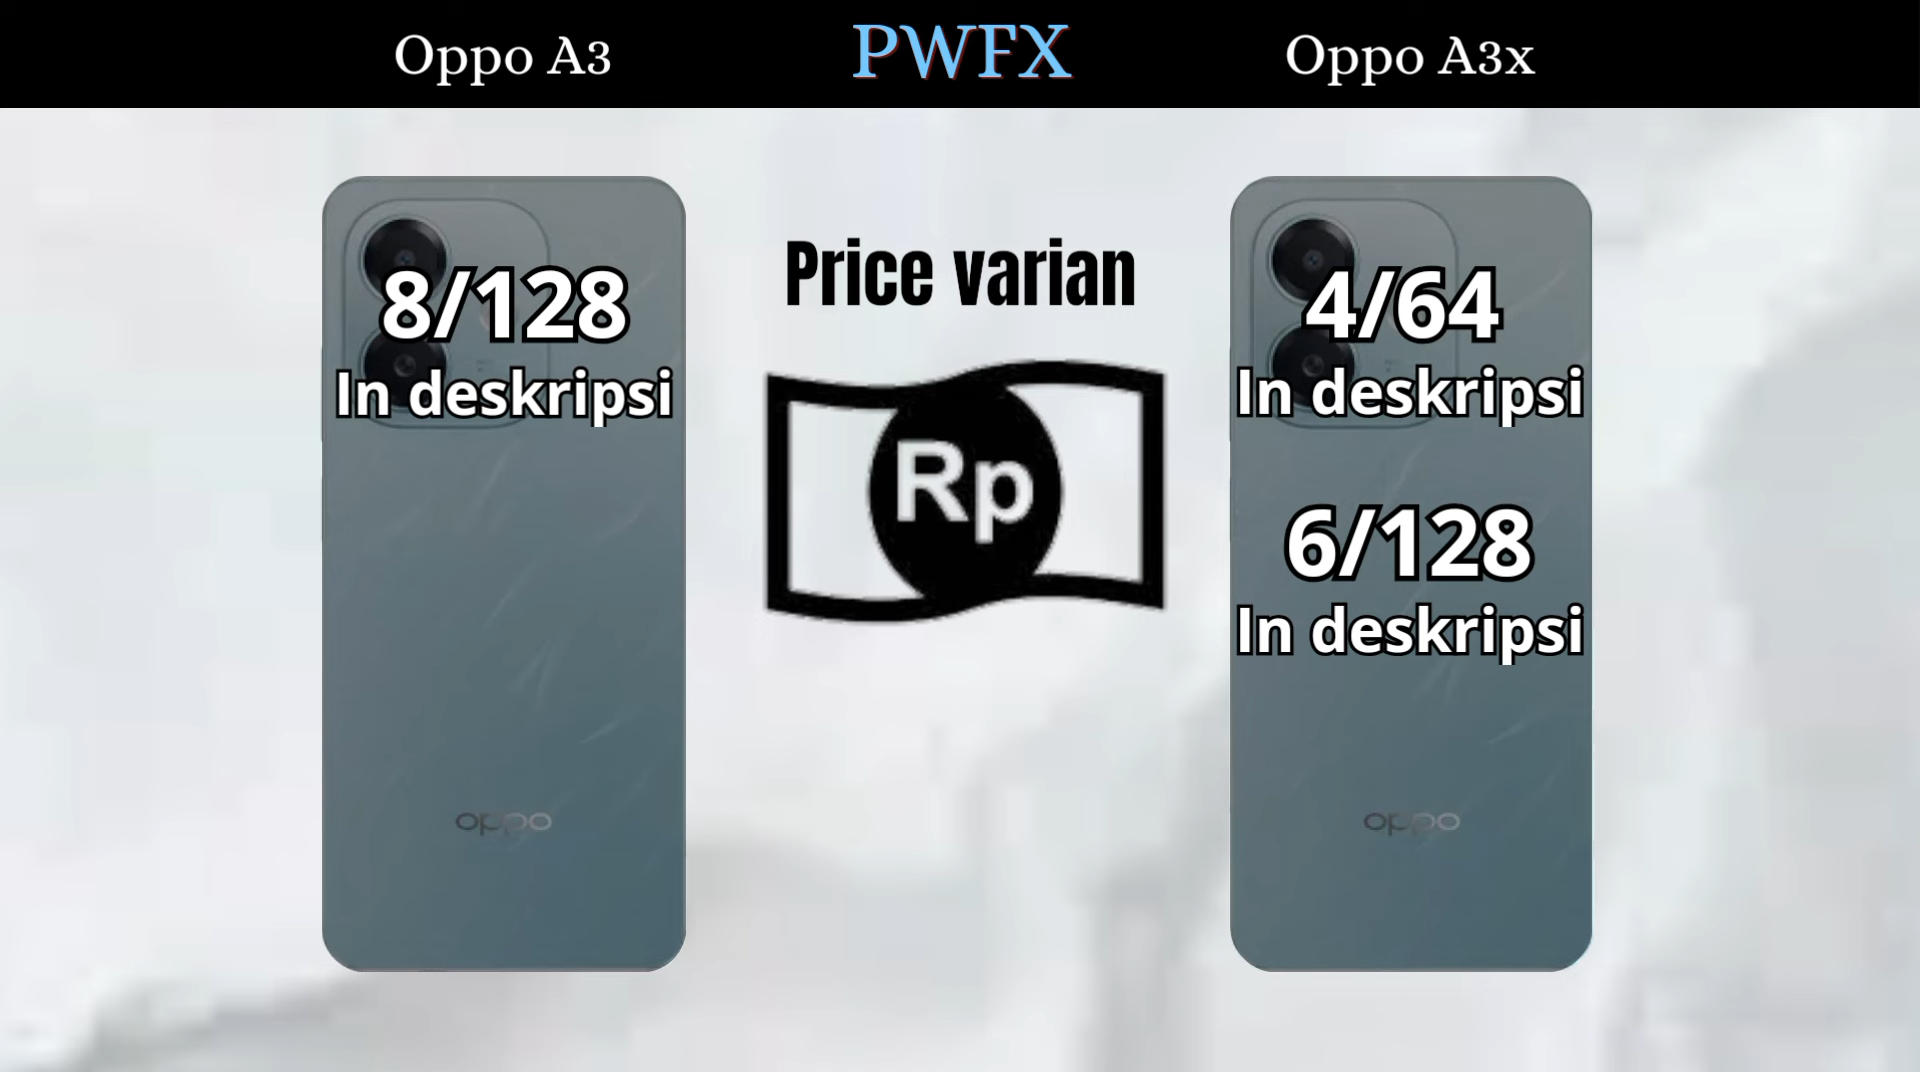 Oppo A3
PWFX
Oppo A3x
8/128
In deskripsi
Price varian
Rp
4/64
In deskripsi
6/128
In deskripsi
oppo
oppo